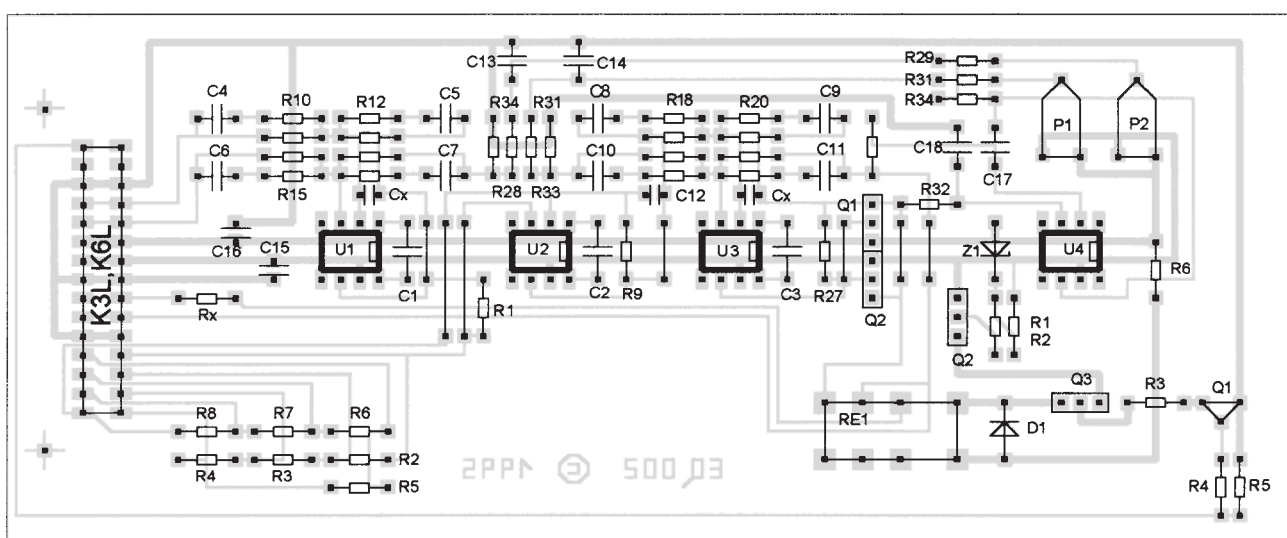 C13 C14 R29
R31
R34
C4 R10 R12 C5 R34 R31 C8 R18 R20 C9
P1 P2
C6 R15 C7 R28 R33 C10 C11 C18 C17
Cx C12 Cx R32
Q1
K3L,K6L
C16 C15 U1 U2 U3 Z1 U4 R6
C1 C2 R9 C3 R27
Rx R1 Q2 R1
R2
Q2
Q3 R3 Q1
R8 R7 R6 RE1 D1
R4 R3 R2
R5 R4 R5